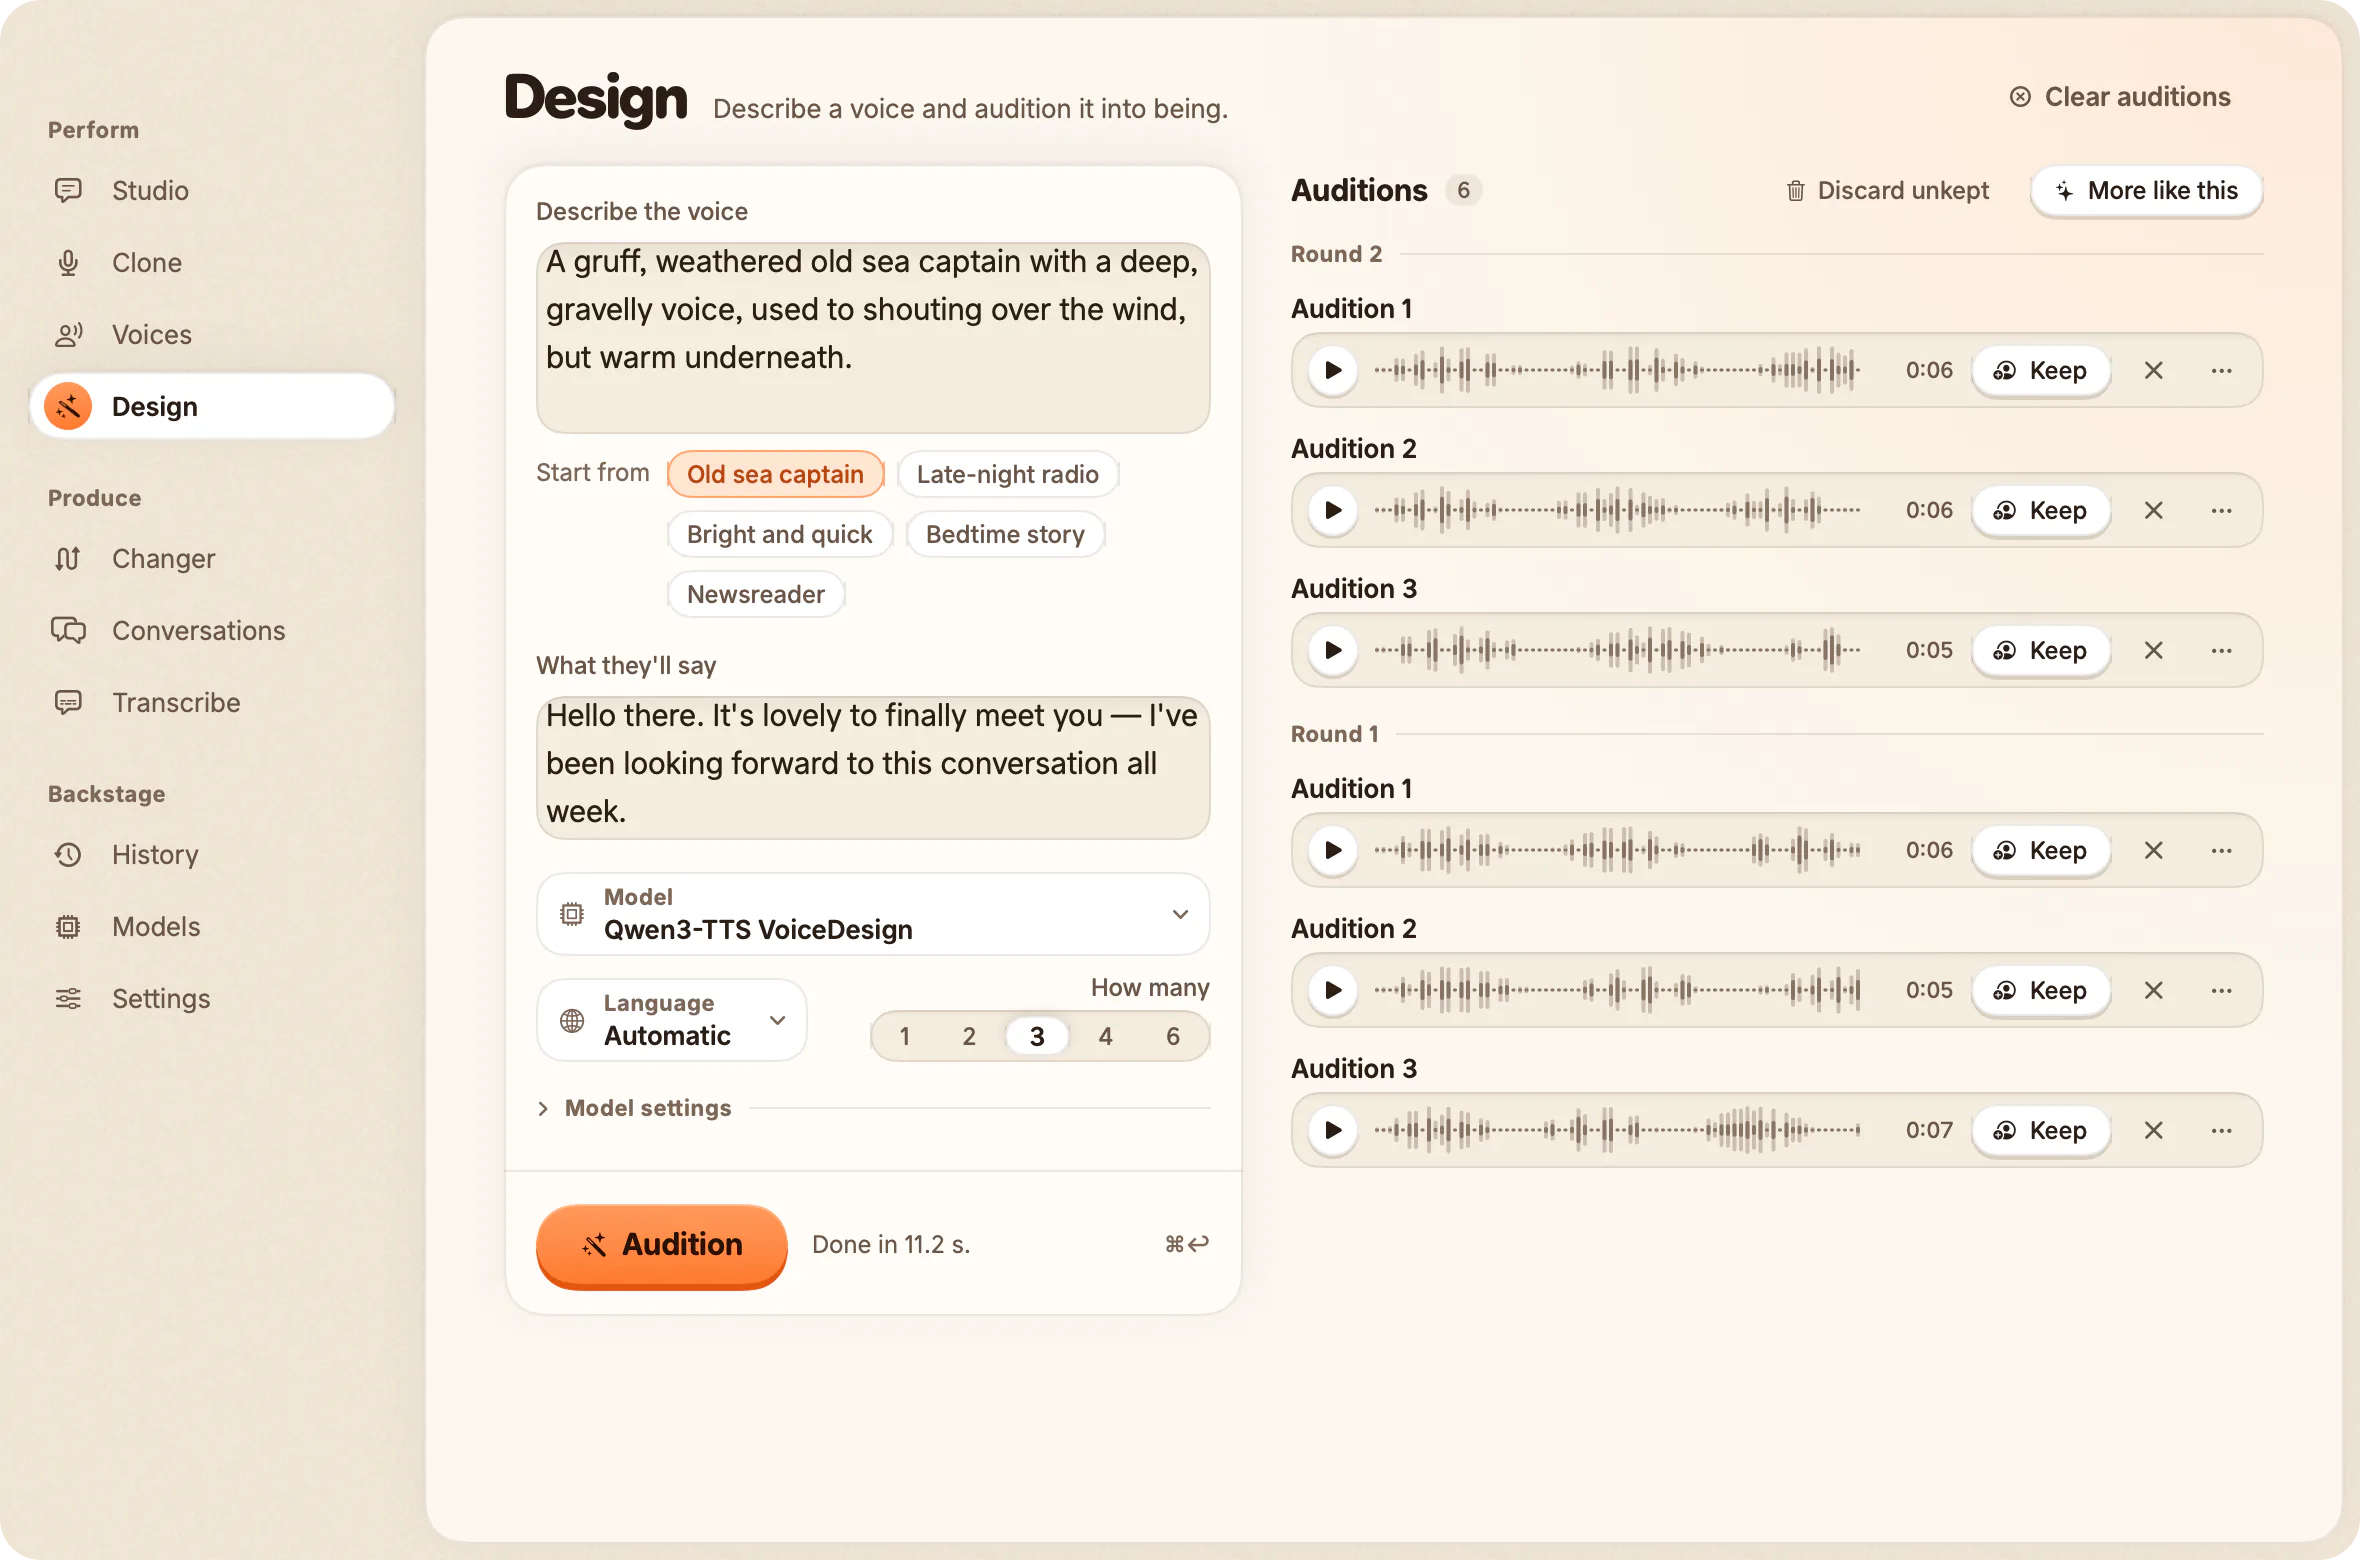 Perform
Studio
Clone
Voices
Design
Produce
Changer
Conversations
Transcribe
Backstage
History
Models
Settings
Design
Describe a voice and audition it into being.
Clear auditions
Describe the voice
A gruff, weathered old sea captain with a deep,
gravelly voice, used to shouting over the wind,
but warm underneath.
Start from
Old sea captain
Late-night radio
Bright and quick
Bedtime story
Newsreader
What they'll say
Hello there. It's lovely to finally meet you — I've
been looking forward to this conversation all
week.
Model
Qwen3-TTS VoiceDesign
Language
Automatic
How many
1 2 3 4 6
Model settings
Audition
Done in 11.2 s.
⌘↩
Auditions 6
Discard unkept
More like this
Round 2
Audition 1
0:06 Keep
Audition 2
0:06 Keep
Audition 3
0:05 Keep
Round 1
Audition 1
0:06 Keep
Audition 2
0:05 Keep
Audition 3
0:07 Keep